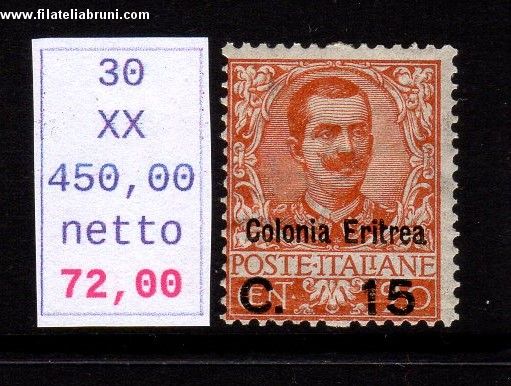 www.filateliabruni.com
30
XX
450,00
netto
72,00
Colonia Eritrea
POSTE·ITALIANE
C. 15